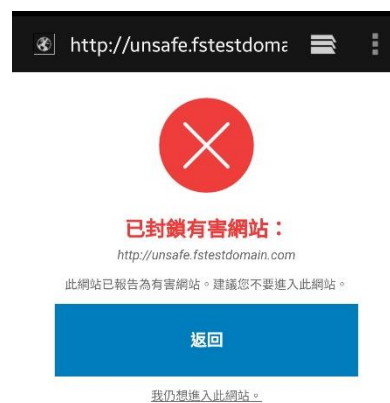 http://unsafe.fstestdoma
已封鎖有害網站：
http://unsafe.fstestdomain.com
此網站已報告為有害網站。建議您不要進入此網站。
返回
我仍想進入此網站。